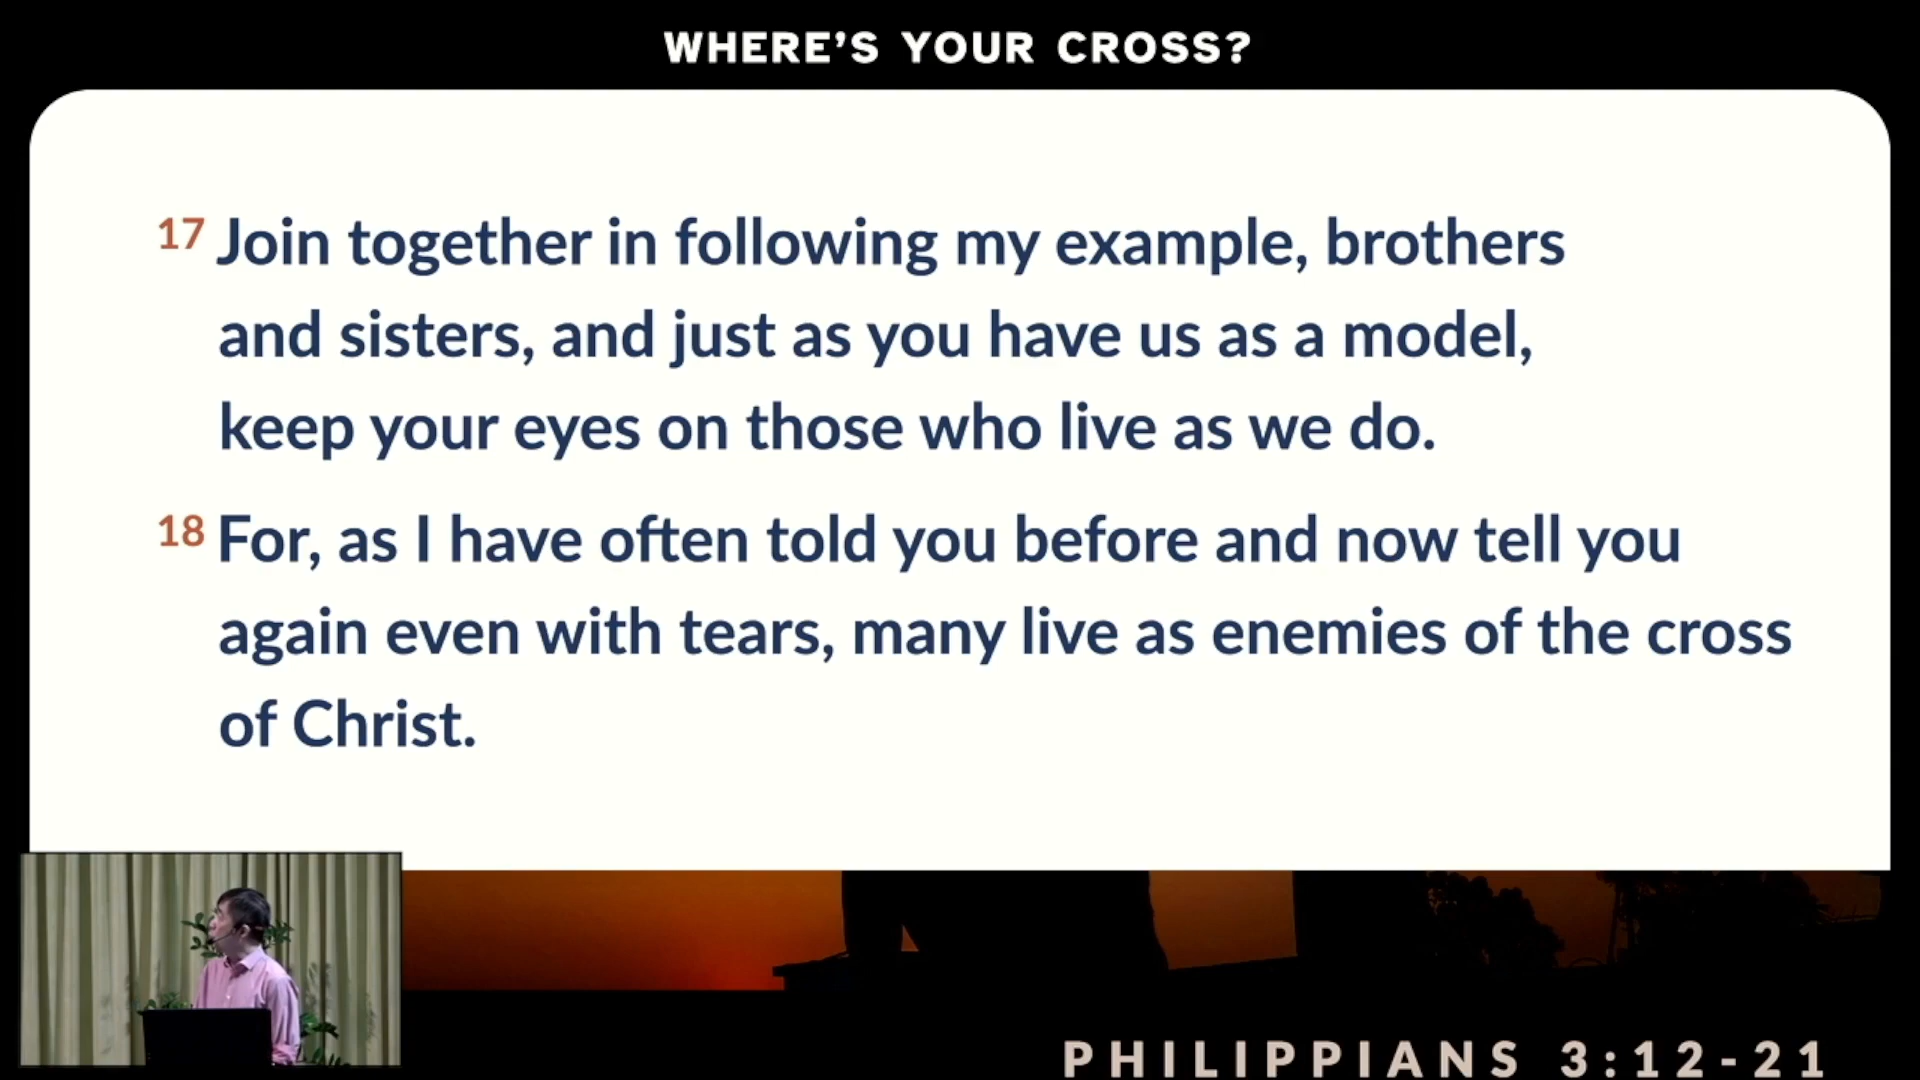 WHERE'S YOUR CROSS?
17 Join together in following my example, brothers
and sisters, and just as you have us as a model,
keep your eyes on those who live as we do.
18 For, as I have often told you before and now tell you
again even with tears, many live as enemies of the cross
of Christ.
PHILIPPIANS 3:12-21